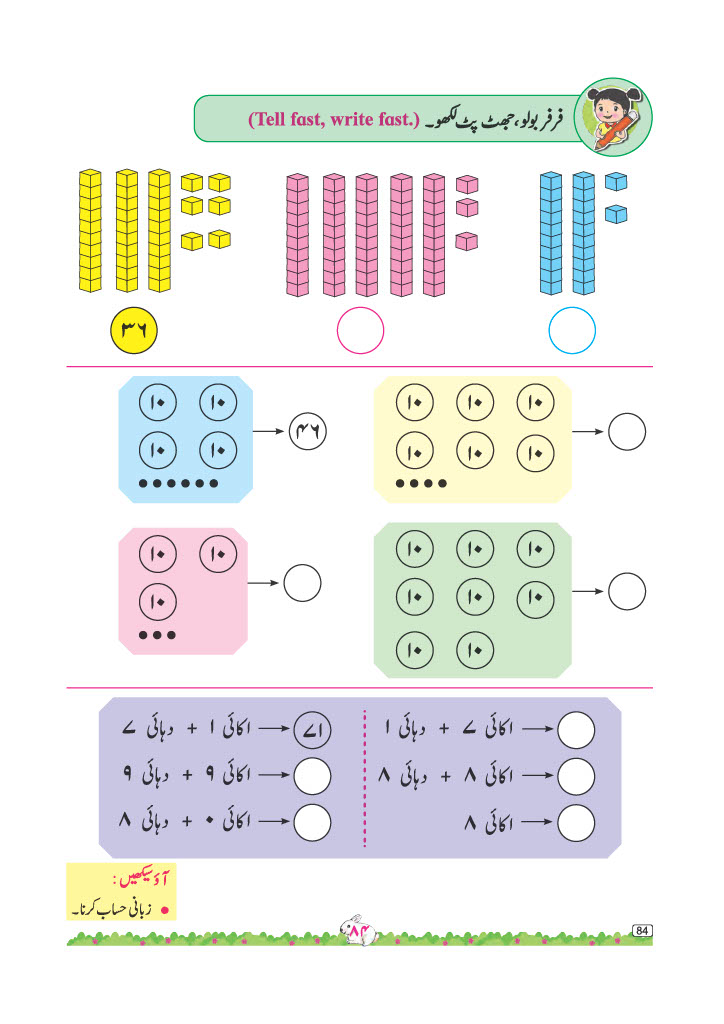 فرفر بولو، جھٹ پٹ لکھو۔ (Tell fast, write fast.)
۳۶
۱۰ ۱۰
۱۰ ۱۰
۴۶
۱۰ ۱۰ ۱۰
۱۰ ۱۰ ۱۰
۱۰ ۱۰
۱۰
۱۰ ۱۰ ۱۰
۱۰ ۱۰ ۱۰
۱۰ ۱۰
۷ دہائی + ۱ اکائی ۷۱
۹ دہائی + ۹ اکائی
۸ دہائی + ۰ اکائی
۱ دہائی + ۷ اکائی
۸ دہائی + ۸ اکائی
۸ اکائی
آؤ سیکھیں :
• زبانی حساب کرنا۔
۸۴
84